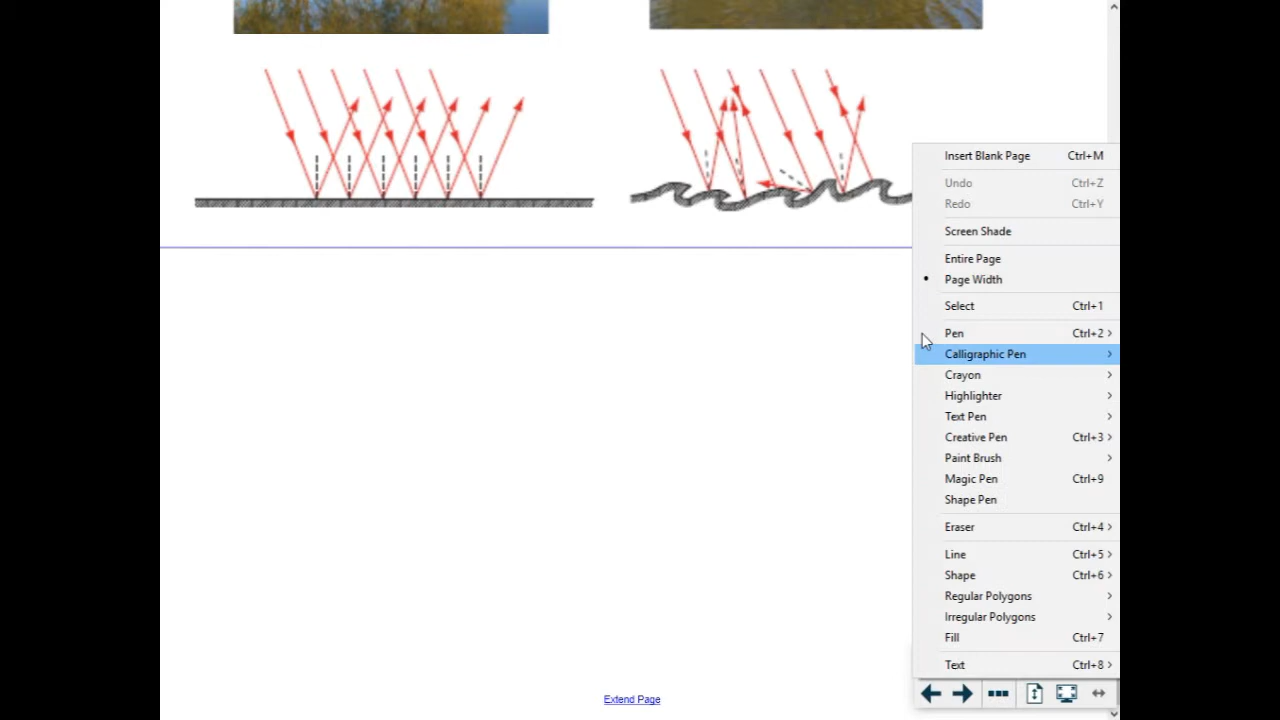 Insert Blank Page Ctrl+M
Undo Ctrl+Z
Redo Ctrl+Y
Screen Shade
Entire Page
Page Width
Select Ctrl+1
Pen Ctrl+2
Calligraphic Pen
Crayon
Highlighter
Text Pen
Creative Pen Ctrl+3
Paint Brush
Magic Pen Ctrl+9
Shape Pen
Eraser Ctrl+4
Line Ctrl+5
Shape Ctrl+6
Regular Polygons
Irregular Polygons
Fill Ctrl+7
Text Ctrl+8
Extend Page